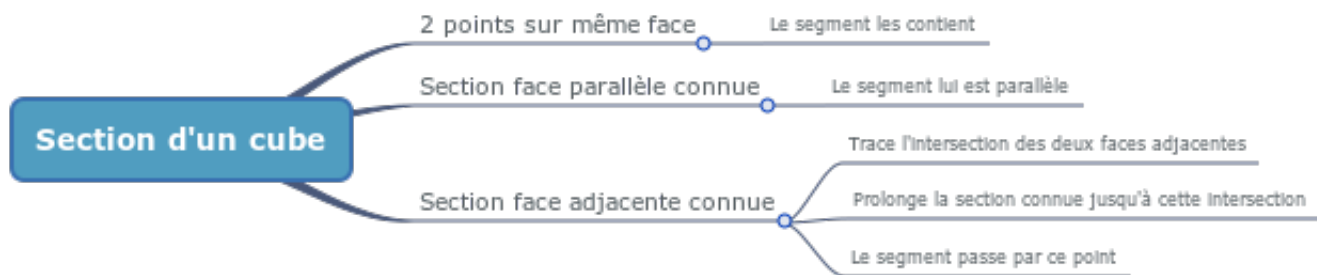 2 points sur même face
Le segment les contient
Section face parallèle connue
Le segment lui est parallèle
Section d'un cube
Section face adjacente connue
Trace l'intersection des deux faces adjacentes
Prolonge la section connue jusqu'à cette intersection
Le segment passe par ce point